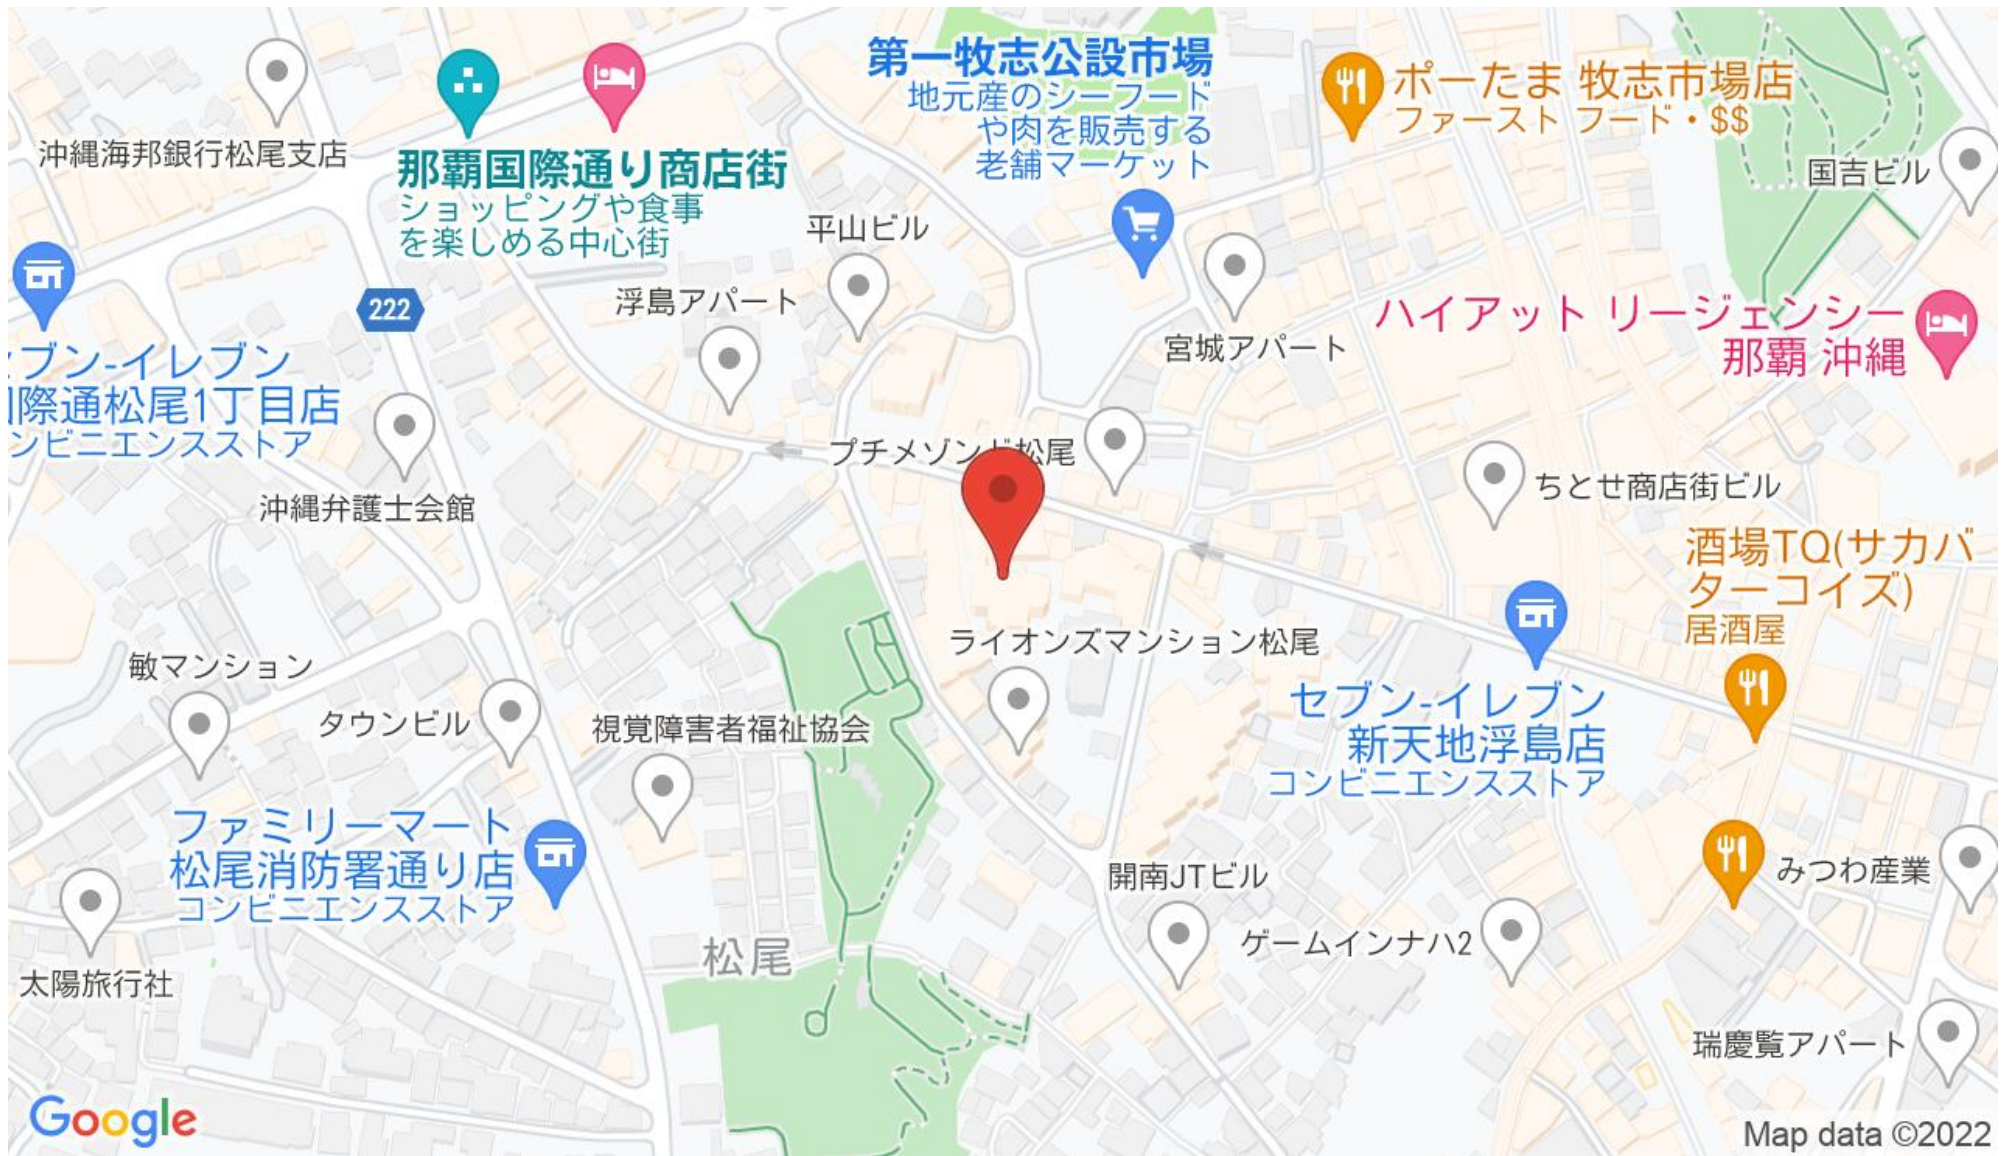 第一牧志公設市場
地元産のシーフード
や肉を販売する
老舗マーケット
ポーたま 牧志市場店
ファースト フード・$$
沖縄海邦銀行松尾支店
那覇国際通り商店街
ショッピングや食事
を楽しめる中心街
国吉ビル
平山ビル
222
浮島アパート
宮城アパート
ハイアット リージェンシー
那覇 沖縄
ブン-イレブン
際通松尾1丁目店
ンビニエンスストア
プチメゾンド松尾
沖縄弁護士会館
ちとせ商店街ビル
酒場TQ(サカバ
ターコイズ)
居酒屋
ライオンズマンション松尾
敏マンション
タウンビル
視覚障害者福祉協会
セブン-イレブン
新天地浮島店
コンビニエンスストア
ファミリーマート
松尾消防署通り店
コンビニエンスストア
開南JTビル
みつわ産業
ゲームインナハ2
松尾
太陽旅行社
瑞慶覧アパート
Google
Map data ©2022